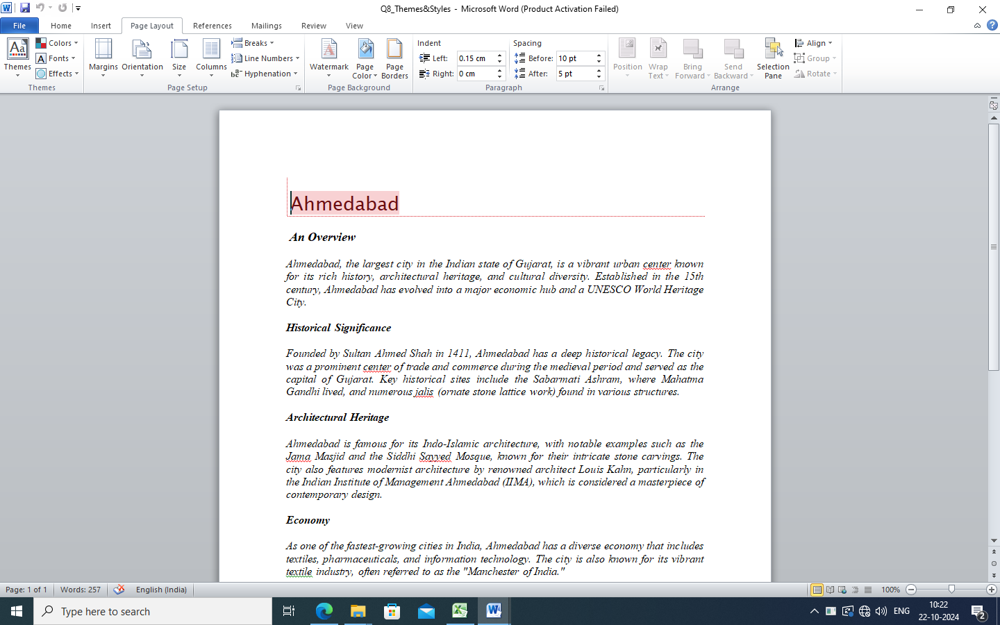 Q8_Themes&Styles - Microsoft Word (Product Activation Failed)
File Home Insert Page Layout References Mailings Review View
Themes
Colors
Fonts
Effects
Themes
Margins Orientation Size Columns
Breaks
Line Numbers
Hyphenation
Page Setup
Watermark Page Color Page Borders
Page Background
Indent
Left: 0.15 cm
Right: 0 cm
Spacing
Before: 10 pt
After: 5 pt
Paragraph
Position Wrap Text Bring Forward Send Backward Selection Pane
Align
Group
Rotate
Arrange
Ahmedabad
An Overview
Ahmedabad, the largest city in the Indian state of Gujarat, is a vibrant urban center known
for its rich history, architectural heritage, and cultural diversity. Established in the 15th
century, Ahmedabad has evolved into a major economic hub and a UNESCO World Heritage
City.
Historical Significance
Founded by Sultan Ahmed Shah in 1411, Ahmedabad has a deep historical legacy. The city
was a prominent center of trade and commerce during the medieval period and served as the
capital of Gujarat. Key historical sites include the Sabarmati Ashram, where Mahatma
Gandhi lived, and numerous jalis (ornate stone lattice work) found in various structures.
Architectural Heritage
Ahmedabad is famous for its Indo-Islamic architecture, with notable examples such as the
Jama Masjid and the Siddhi Sayyed Mosque, known for their intricate stone carvings. The
city also features modernist architecture by renowned architect Louis Kahn, particularly in
the Indian Institute of Management Ahmedabad (IIMA), which is considered a masterpiece of
contemporary design.
Economy
As one of the fastest-growing cities in India, Ahmedabad has a diverse economy that includes
textiles, pharmaceuticals, and information technology. The city is also known for its vibrant
textile industry, often referred to as the "Manchester of India."
Page: 1 of 1 Words: 257 English (India) 100%
Type here to search
ENG
10:22
22-10-2024
2